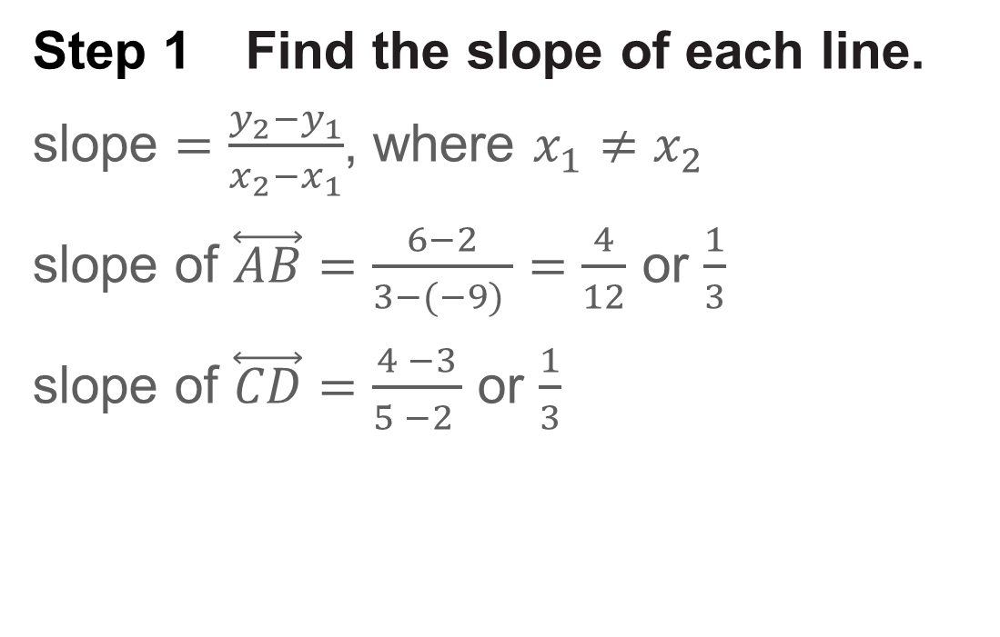 Step 1 Find the slope of each line.
slope = \frac{y_2-y_1}{x_2-x_1}, where x_1 ≠ x_2
slope of \overleftrightarrow{AB} = \frac{6-2}{3-(-9)} = \frac{4}{12} or \frac{1}{3}
slope of \overleftrightarrow{CD} = \frac{4-3}{5-2} or \frac{1}{3}